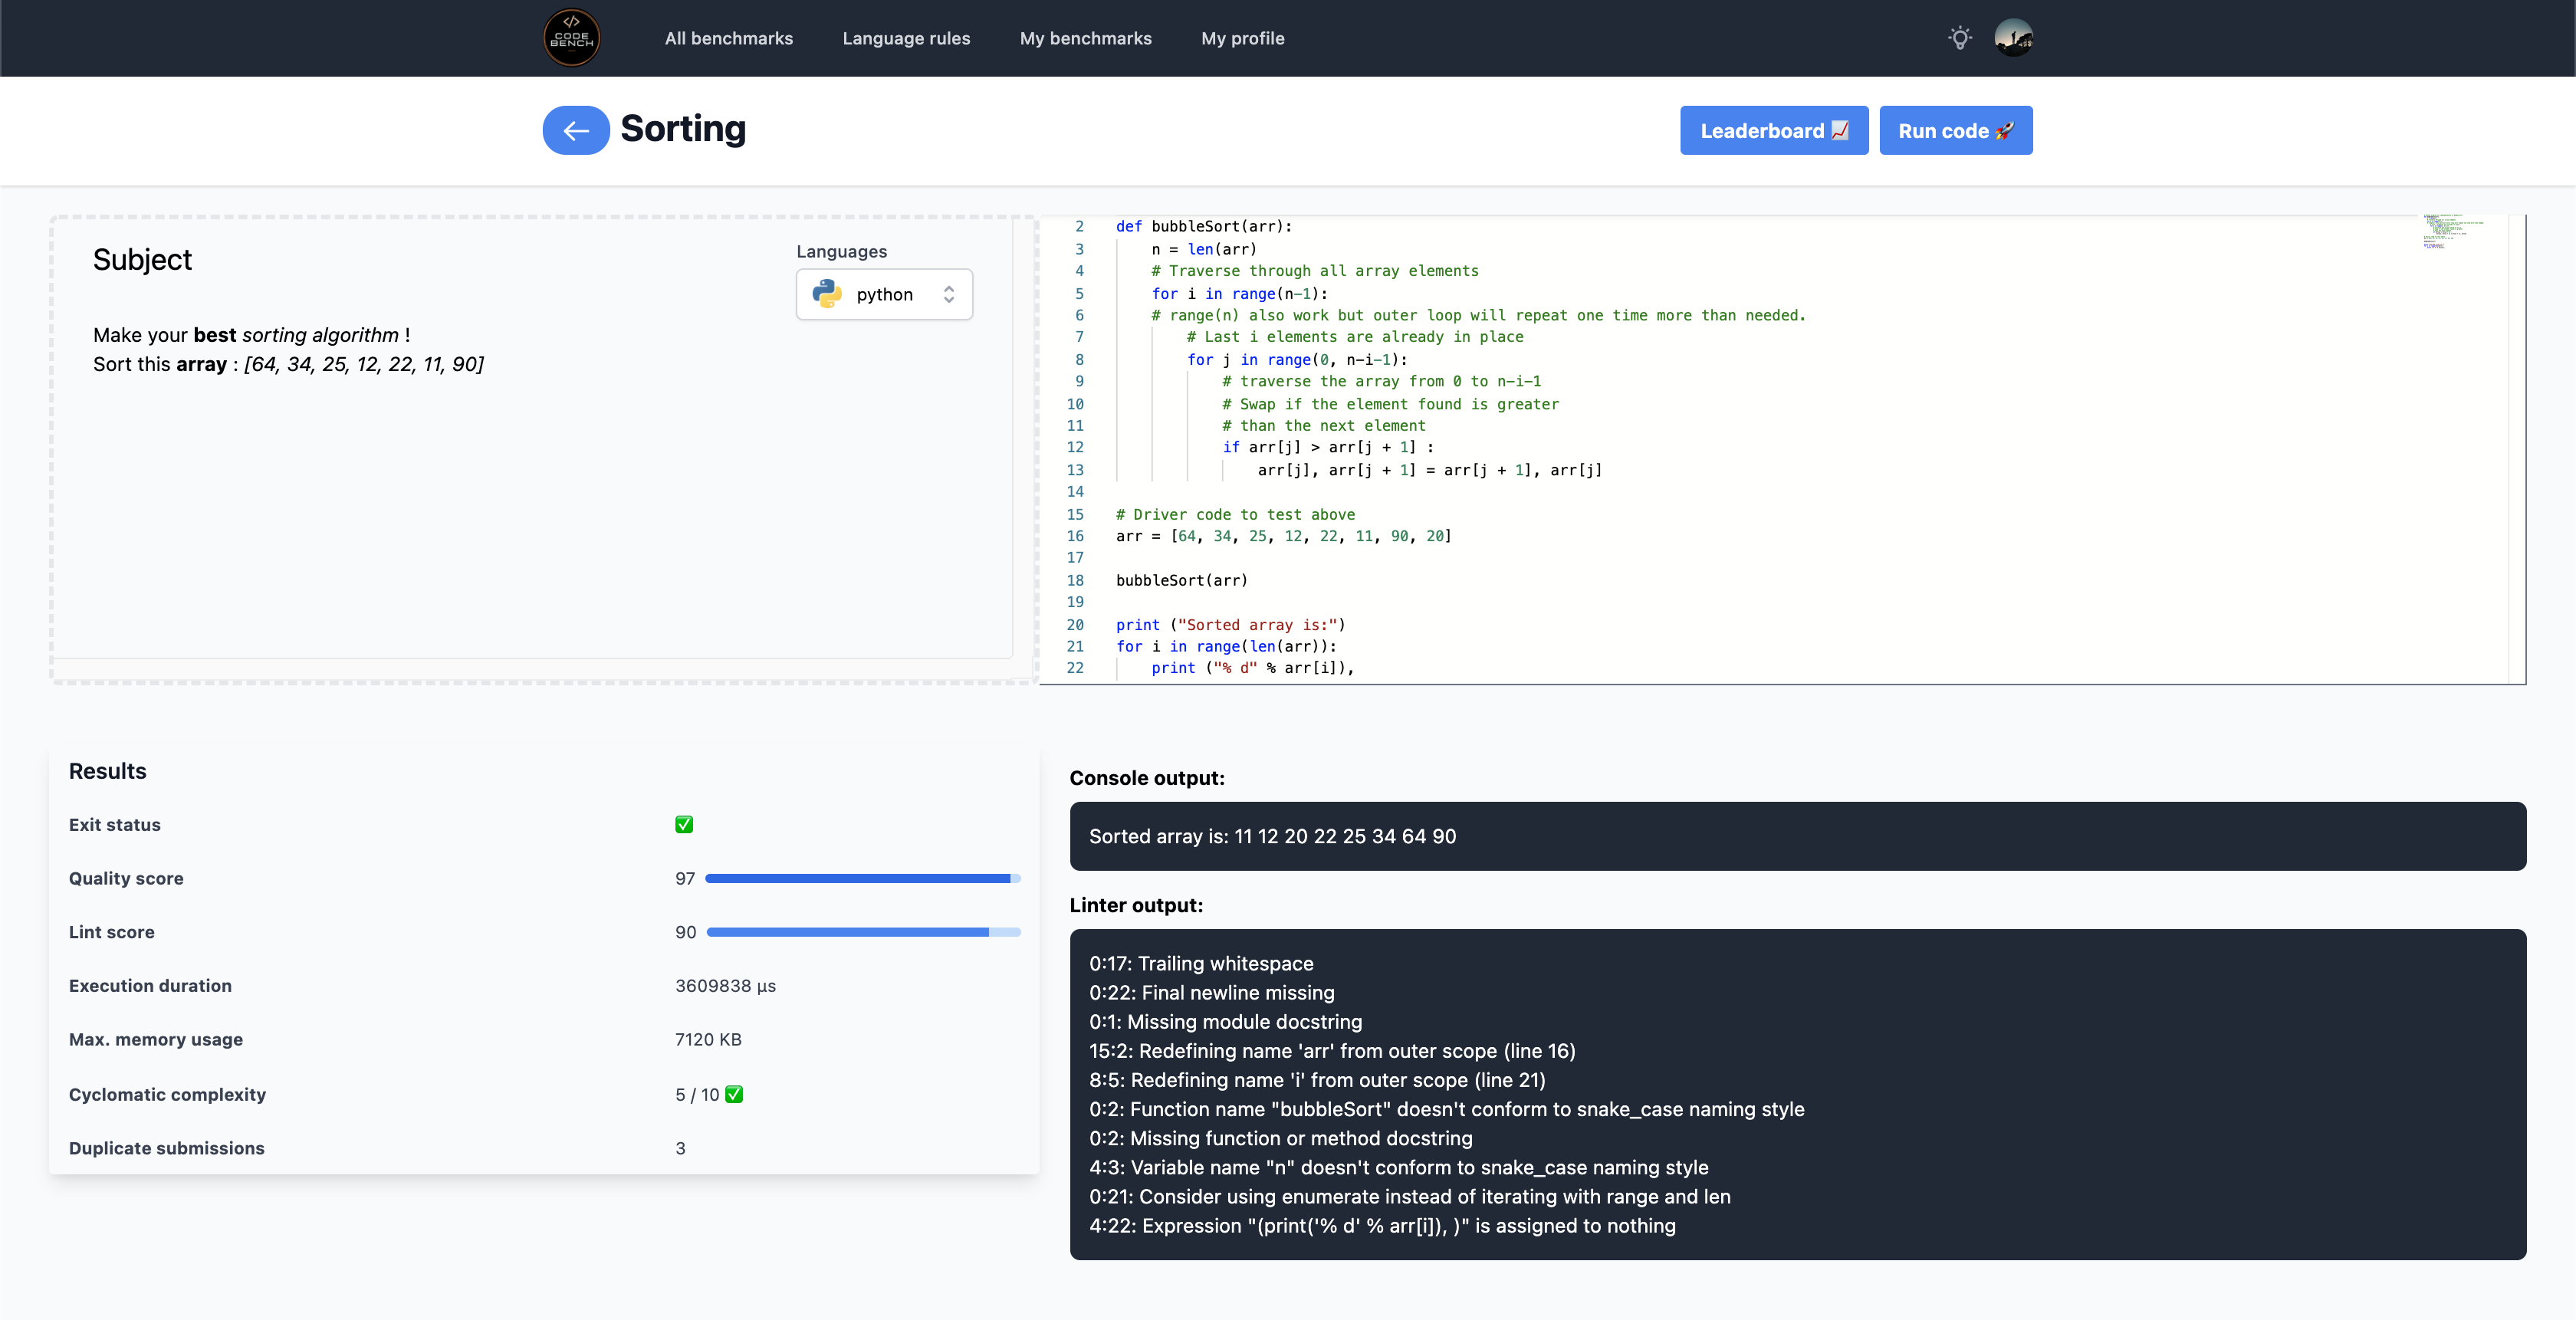 </>
CODE
BENCH
All benchmarks
Language rules
My benchmarks
My profile
Sorting
Leaderboard 📈
Run code 🚀
Subject
Languages
python
Make your best sorting algorithm !
Sort this array : [64, 34, 25, 12, 22, 11, 90]
2 def bubbleSort(arr):
3     n = len(arr)
4     # Traverse through all array elements
5     for i in range(n-1):
6     # range(n) also work but outer loop will repeat one time more than needed.
7         # Last i elements are already in place
8         for j in range(0, n-i-1):
9             # traverse the array from 0 to n-i-1
10             # Swap if the element found is greater
11             # than the next element
12             if arr[j] > arr[j + 1] :
13                 arr[j], arr[j + 1] = arr[j + 1], arr[j]
14
15 # Driver code to test above
16 arr = [64, 34, 25, 12, 22, 11, 90, 20]
17
18 bubbleSort(arr)
19
20 print ("Sorted array is:")
21 for i in range(len(arr)):
22     print ("% d" % arr[i]),
Results
Exit status ✅
Quality score 97
Lint score 90
Execution duration 3609838 µs
Max. memory usage 7120 KB
Cyclomatic complexity 5 / 10 ✅
Duplicate submissions 3
Console output:
Sorted array is: 11 12 20 22 25 34 64 90
Linter output:
0:17: Trailing whitespace
0:22: Final newline missing
0:1: Missing module docstring
15:2: Redefining name 'arr' from outer scope (line 16)
8:5: Redefining name 'i' from outer scope (line 21)
0:2: Function name "bubbleSort" doesn't conform to snake_case naming style
0:2: Missing function or method docstring
4:3: Variable name "n" doesn't conform to snake_case naming style
0:21: Consider using enumerate instead of iterating with range and len
4:22: Expression "(print('% d' % arr[i]), )" is assigned to nothing